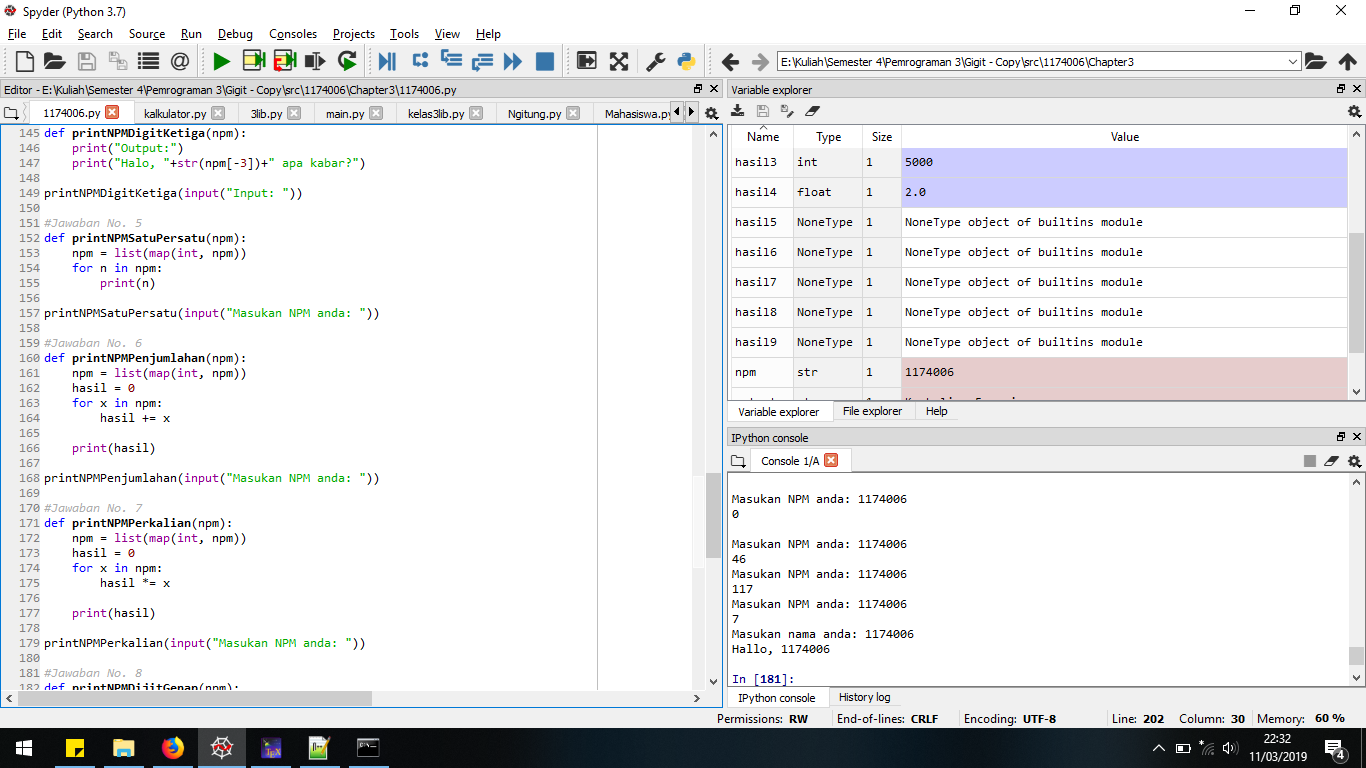 Spyder (Python 3.7)
File Edit Search Source Run Debug Consoles Projects Tools View Help
E:\Kuliah\Semester 4\Pemrograman 3\Gigit - Copy\src\1174006\Chapter3
Editor - E:\Kuliah\Semester 4\Pemrograman 3\Gigit - Copy\src\1174006\Chapter3\1174006.py
1174006.py kalkulator.py 3lib.py main.py kelas3lib.py Ngitung.py Mahasiswa.py
145 def printNPMDigitKetiga(npm):
146     print("Output:")
147     print("Halo, "+str(npm[-3])+" apa kabar?")
148
149 printNPMDigitKetiga(input("Input: "))
150
151 #Jawaban No. 5
152 def printNPMSatuPersatu(npm):
153     npm = list(map(int, npm))
154     for n in npm:
155         print(n)
156
157 printNPMSatuPersatu(input("Masukan NPM anda: "))
158
159 #Jawaban No. 6
160 def printNPMPenjumlahan(npm):
161     npm = list(map(int, npm))
162     hasil = 0
163     for x in npm:
164         hasil += x
165
166     print(hasil)
167
168 printNPMPenjumlahan(input("Masukan NPM anda: "))
169
170 #Jawaban No. 7
171 def printNPMPerkalian(npm):
172     npm = list(map(int, npm))
173     hasil = 0
174     for x in npm:
175         hasil *= x
176
177     print(hasil)
178
179 printNPMPerkalian(input("Masukan NPM anda: "))
180
181 #Jawaban No. 8
182 def printNPMDijitGenap(npm):
Variable explorer
Name Type Size Value
hasil3 int 1 5000
hasil4 float 1 2.0
hasil5 NoneType 1 NoneType object of builtins module
hasil6 NoneType 1 NoneType object of builtins module
hasil7 NoneType 1 NoneType object of builtins module
hasil8 NoneType 1 NoneType object of builtins module
hasil9 NoneType 1 NoneType object of builtins module
npm str 1 1174006
Variable explorer File explorer Help
IPython console
Console 1/A
Masukan NPM anda: 1174006
0
Masukan NPM anda: 1174006
46
Masukan NPM anda: 1174006
117
Masukan NPM anda: 1174006
7
Masukan nama anda: 1174006
Hallo, 1174006
In [181]:
IPython console History log
Permissions: RW End-of-lines: CRLF Encoding: UTF-8 Line: 202 Column: 30 Memory: 60 %
22:32
11/03/2019
4